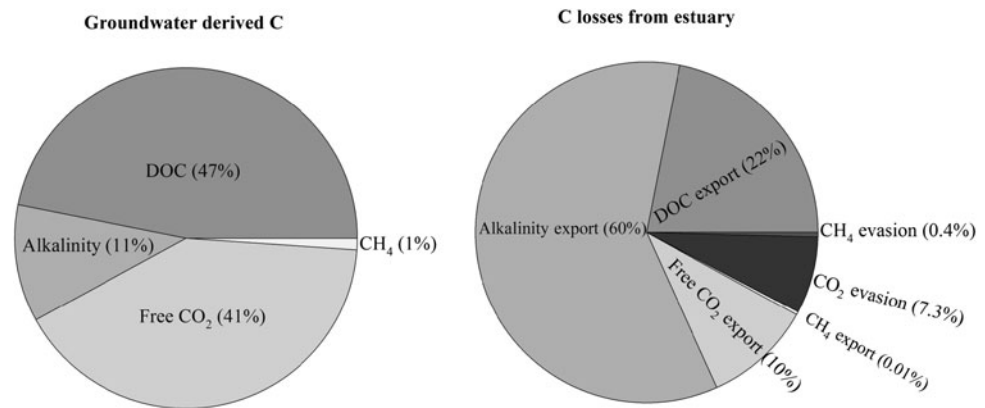 Groundwater derived C
C losses from estuary
DOC (47%)
Alkalinity (11%)
CH₄ (1%)
Free CO₂ (41%)
Alkalinity export (60%)
DOC export (22%)
CH₄ evasion (0.4%)
CO₂ evasion (7.3%)
CH₄ export (0.01%)
Free CO₂ export (10%)